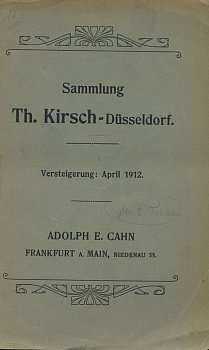 Sammlung
Th. Kirsch-Düsseldorf.
Versteigerung: April 1912.
ADOLPH E. CAHN
FRANKFURT A. MAIN, NIEDENAU 55.